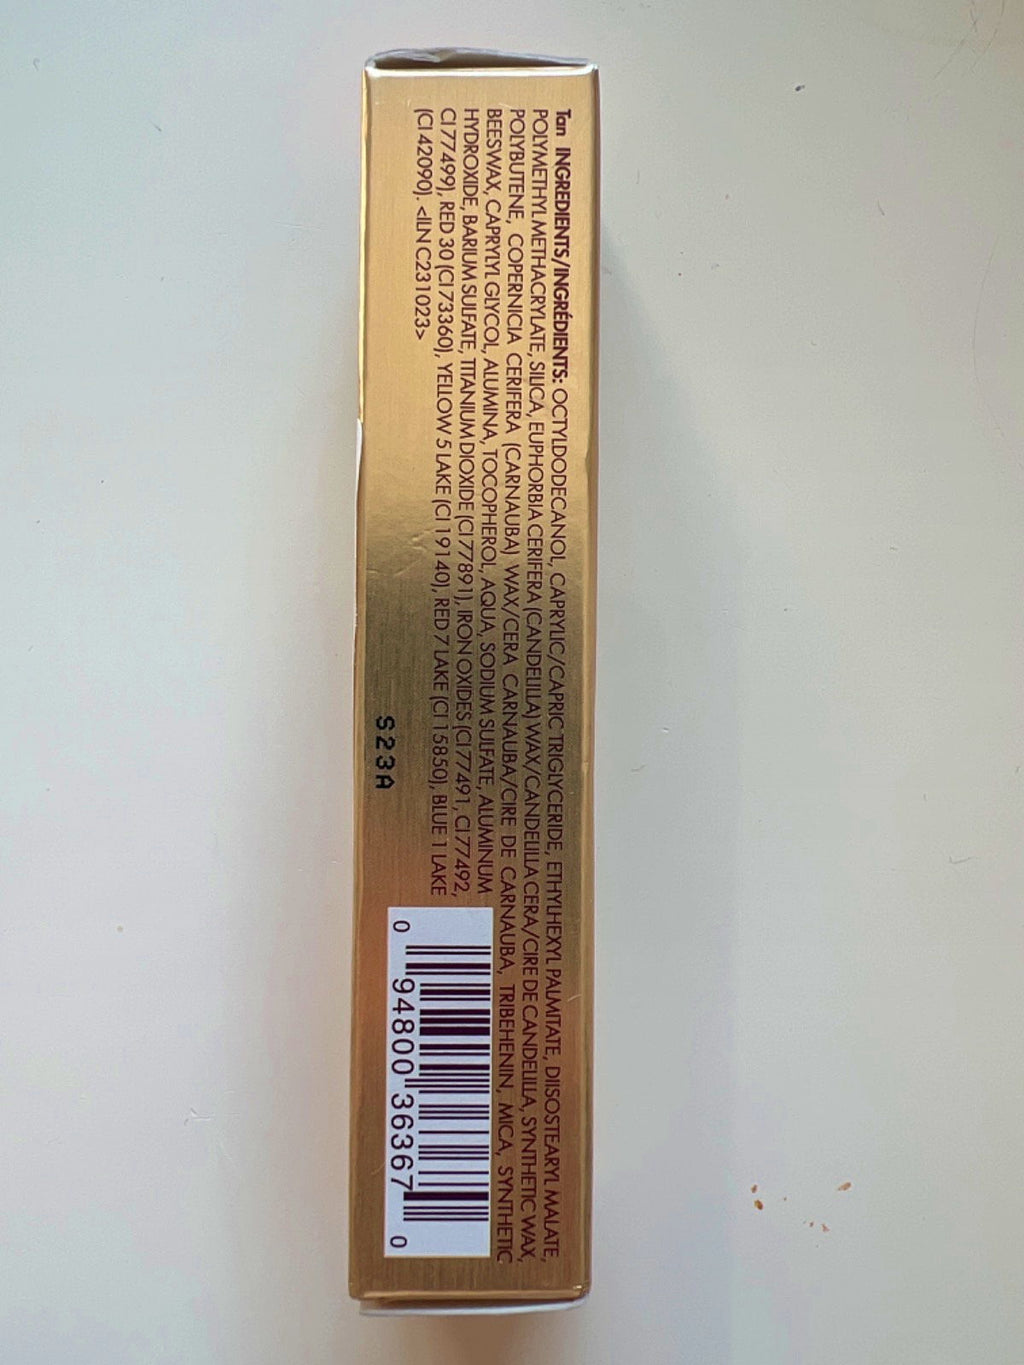 Tan INGREDIENTS/INGRÉDIENTS: OCTYLDODECANOL, CAPRYLIC/CAPRIC TRIGLYCERIDE, ETHYLHEXYL PALMITATE, DIISOSTEARYL MALATE,
POLYMETHYL METHACRYLATE, SILICA, EUPHORBIA CERIFERA (CANDELILLA) WAX/CANDELILLA CERA/CIRE DE CANDELILLA, SYNTHETIC WAX,
POLYBUTENE, COPERNICIA CERIFERA (CARNAUBA) WAX/CERA CARNAUBA/CIRE DE CARNAUBA, TRIBEHENIN, MICA, SYNTHETIC
BEESWAX, CAPRYLYL GLYCOL, ALUMINA, TOCOPHEROL, AQUA, SODIUM SULFATE, ALUMINUM
HYDROXIDE, BARIUM SULFATE, TITANIUM DIOXIDE (CI 77891), IRON OXIDES (CI 77491, CI 77492,
CI 77499), RED 30 (CI 73360), YELLOW 5 LAKE (CI 19140), RED 7 LAKE (CI 15850), BLUE 1 LAKE
(CI 42090). <ILN C231023>
S23A
0 94800 36367 0